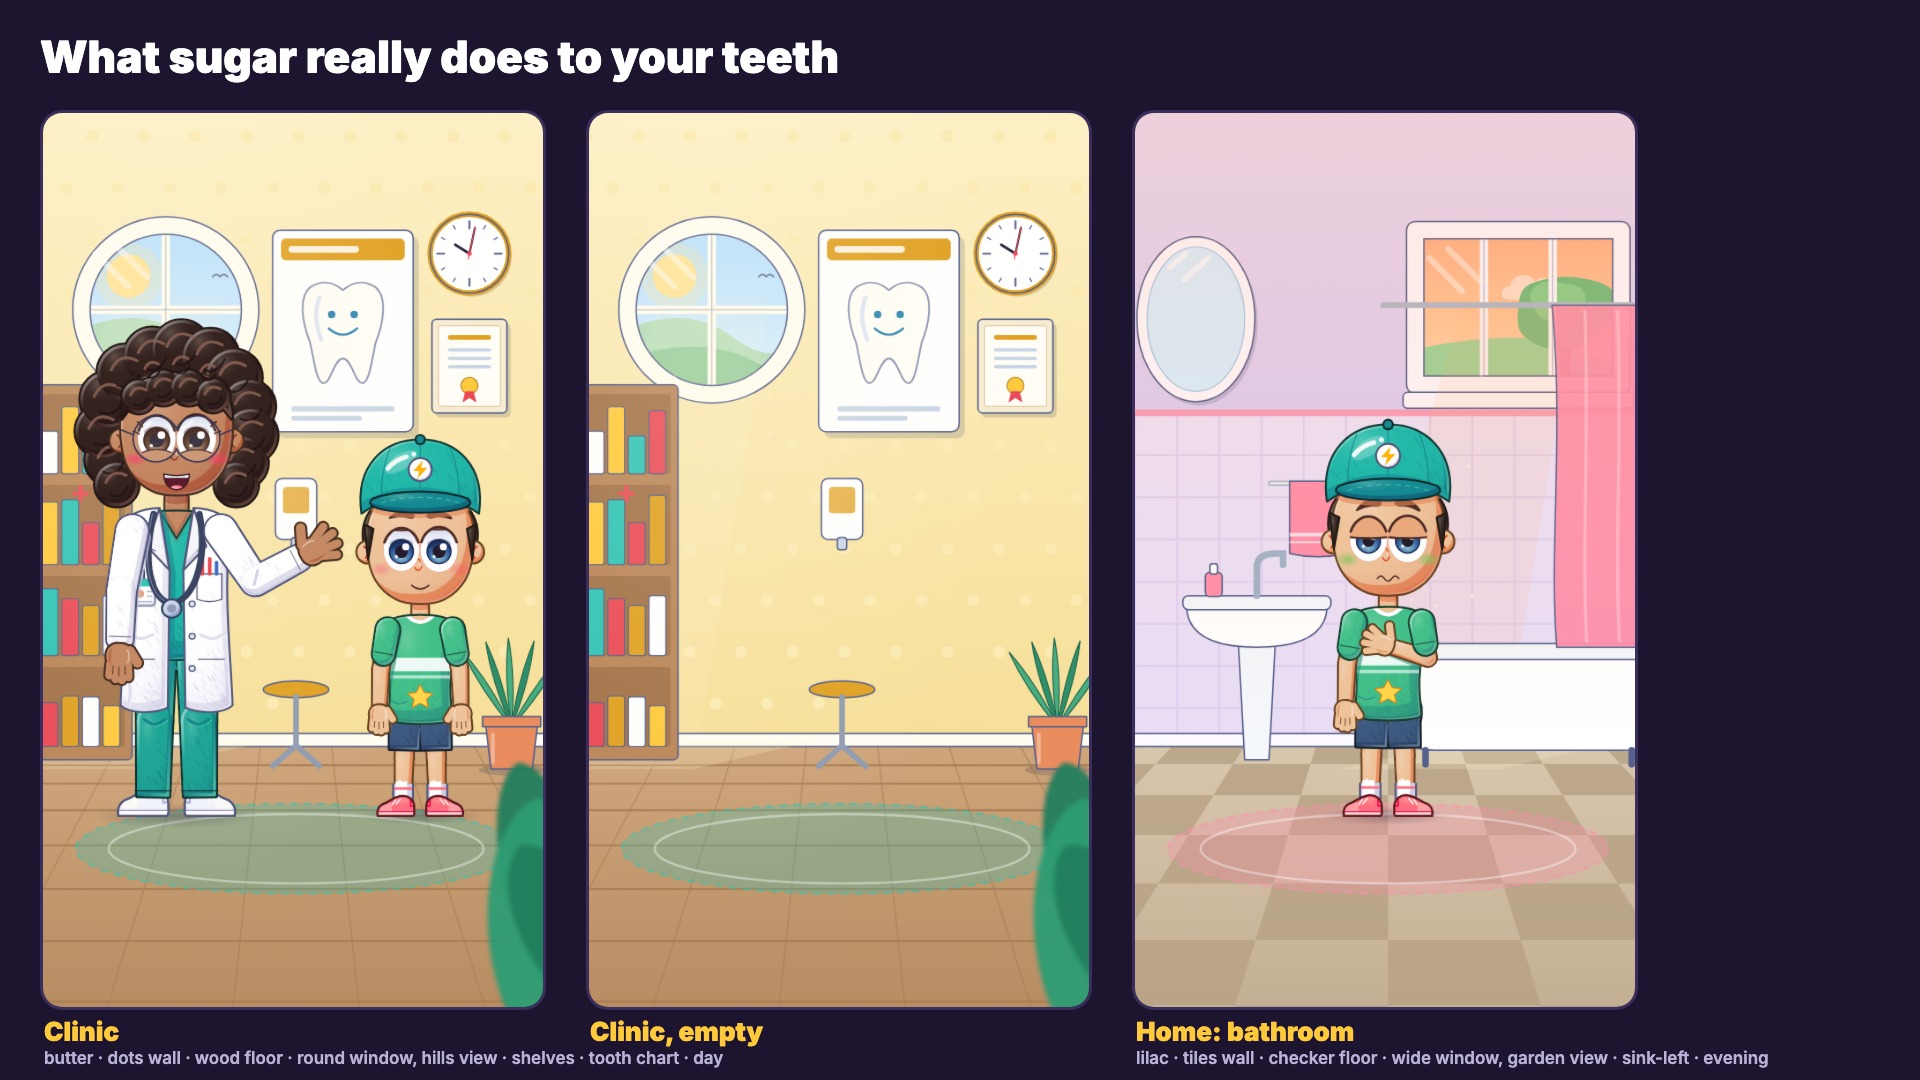 What sugar really does to your teeth
Clinic
butter · dots wall · wood floor · round window, hills view · shelves · tooth chart · day
Clinic, empty
Home: bathroom
lilac · tiles wall · checker floor · wide window, garden view · sink-left · evening